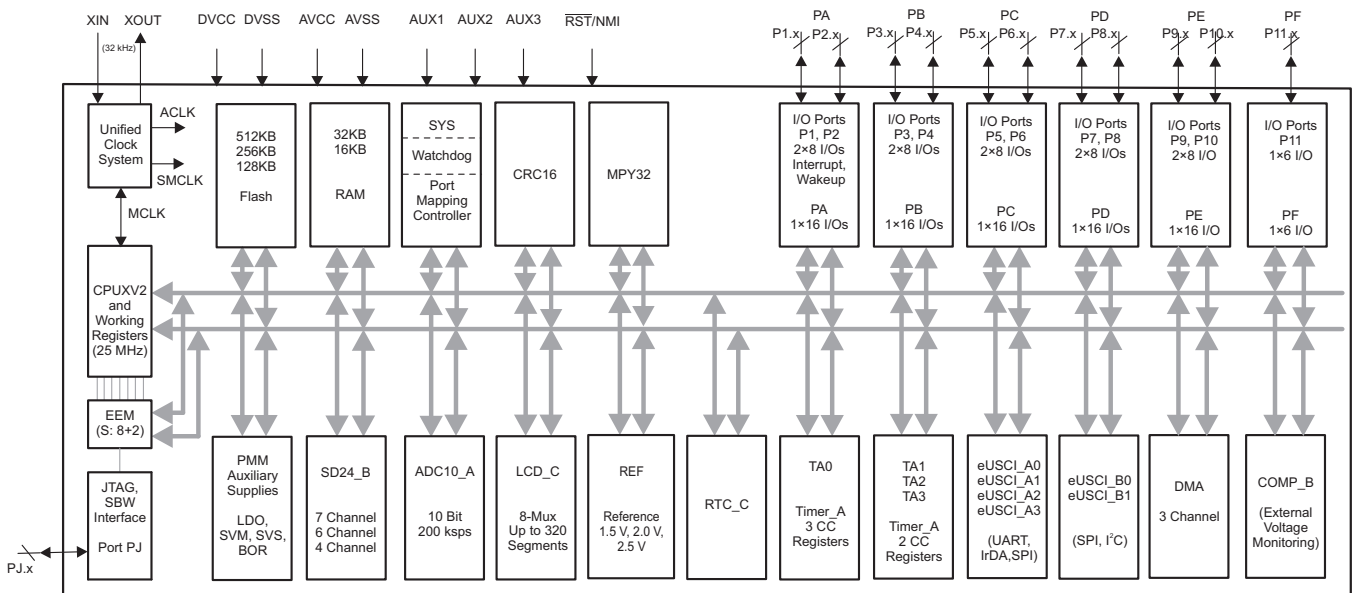 XIN XOUT DVCC DVSS AVCC AVSS AUX1 AUX2 AUX3 RST/NMI
(32 kHz)
PA PB PC PD PE PF
P1.x P2.x P3.x P4.x P5.x P6.x P7.x P8.x P9.x P10.x P11.x
Unified
Clock
System
ACLK
SMCLK
MCLK
512KB
256KB
128KB
Flash
32KB
16KB
RAM
SYS
Watchdog
Port
Mapping
Controller
CRC16
MPY32
I/O Ports
P1, P2
2×8 I/Os
Interrupt,
Wakeup
PA
1×16 I/Os
I/O Ports
P3, P4
2×8 I/Os
PB
1×16 I/Os
I/O Ports
P5, P6
2×8 I/Os
PC
1×16 I/Os
I/O Ports
P7, P8
2×8 I/Os
PD
1×16 I/Os
I/O Ports
P9, P10
2×8 I/O
PE
1×16 I/O
I/O Ports
P11
1×6 I/O
PF
1×6 I/O
CPUXV2
and
Working
Registers
(25 MHz)
EEM
(S: 8+2)
JTAG,
SBW
Interface
Port PJ
PJ.x
PMM
Auxiliary
Supplies
LDO,
SVM, SVS,
BOR
SD24_B
7 Channel
6 Channel
4 Channel
ADC10_A
10 Bit
200 ksps
LCD_C
8-Mux
Up to 320
Segments
REF
Reference
1.5 V, 2.0 V,
2.5 V
RTC_C
TA0
Timer_A
3 CC
Registers
TA1
TA2
TA3
Timer_A
2 CC
Registers
eUSCI_A0
eUSCI_A1
eUSCI_A2
eUSCI_A3
(UART,
IrDA,SPI)
eUSCI_B0
eUSCI_B1
(SPI, I²C)
DMA
3 Channel
COMP_B
(External
Voltage
Monitoring)